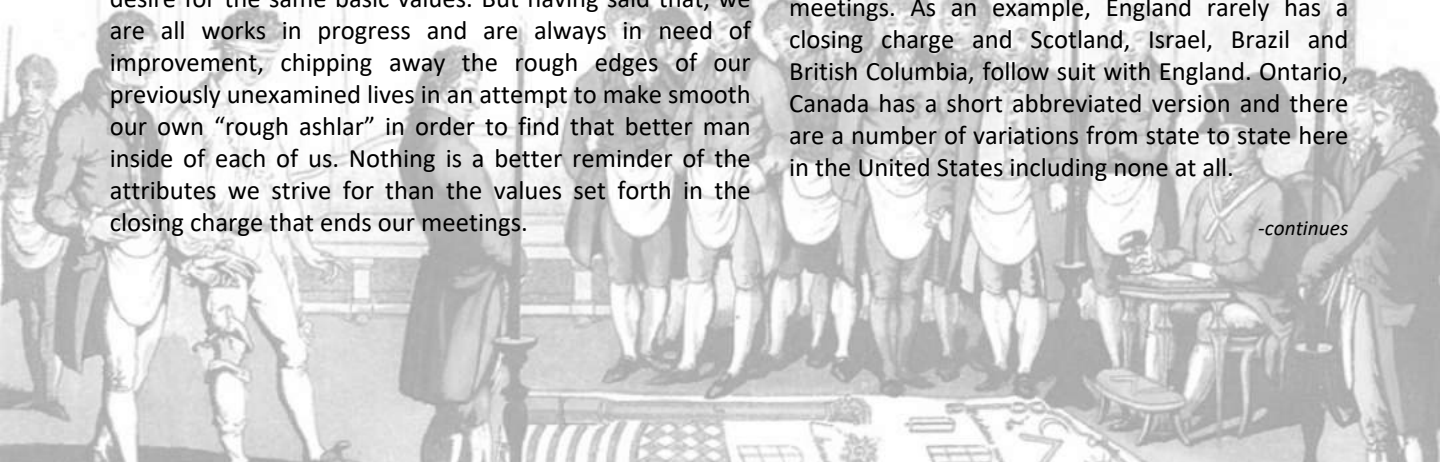 desire for the same basic values. But having said that, we
are all works in progress and are always in need of
improvement, chipping away the rough edges of our
previously unexamined lives in an attempt to make smooth
our own “rough ashlar” in order to find that better man
inside of each of us. Nothing is a better reminder of the
attributes we strive for than the values set forth in the
closing charge that ends our meetings.
meetings. As an example, England rarely has a
closing charge and Scotland, Israel, Brazil and
British Columbia, follow suit with England. Ontario,
Canada has a short abbreviated version and there
are a number of variations from state to state here
in the United States including none at all.
-continues